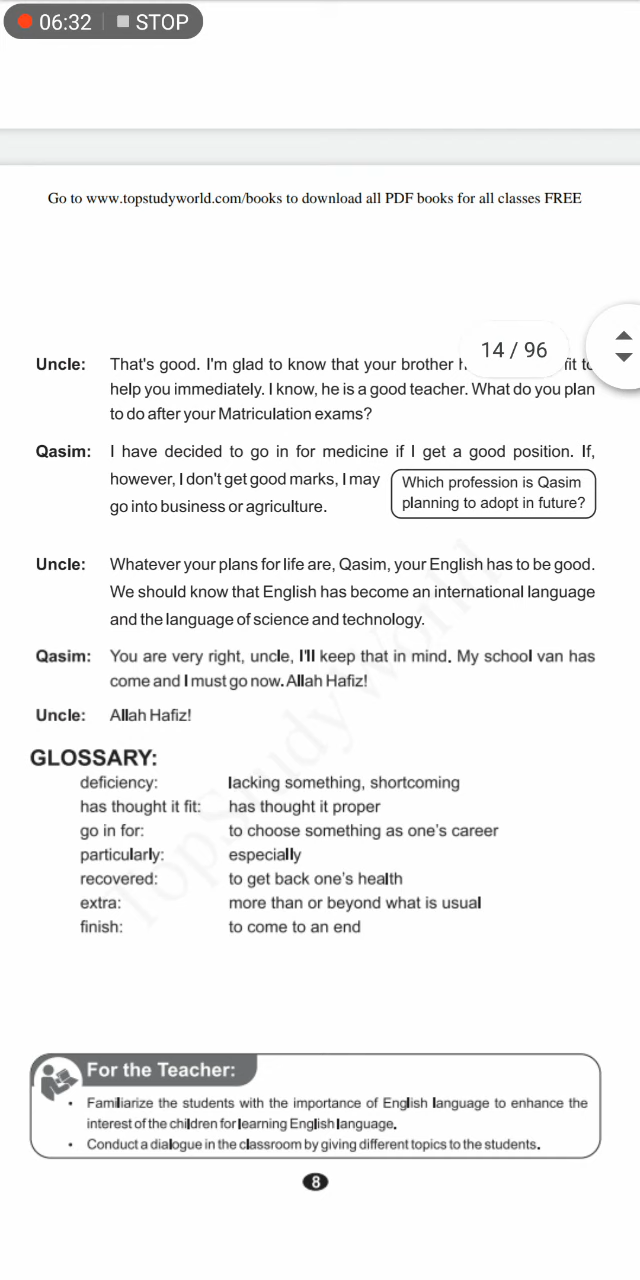 06:32 STOP
Go to www.topstudyworld.com/books to download all PDF books for all classes FREE
14 / 96
Uncle: That's good. I'm glad to know that your brother fit to
help you immediately. I know, he is a good teacher. What do you plan
to do after your Matriculation exams?
Qasim: I have decided to go in for medicine if I get a good position. If,
however, I don't get good marks, I may
go into business or agriculture.
Which profession is Qasim
planning to adopt in future?
Uncle: Whatever your plans for life are, Qasim, your English has to be good.
We should know that English has become an international language
and the language of science and technology.
Qasim: You are very right, uncle, I'll keep that in mind. My school van has
come and I must go now. Allah Hafiz!
Uncle: Allah Hafiz!
GLOSSARY:
deficiency: lacking something, shortcoming
has thought it fit: has thought it proper
go in for: to choose something as one's career
particularly: especially
recovered: to get back one's health
extra: more than or beyond what is usual
finish: to come to an end
TopStudyWorld
For the Teacher:
• Familiarize the students with the importance of English language to enhance the
interest of the children for learning English language.
• Conduct a dialogue in the classroom by giving different topics to the students.
8